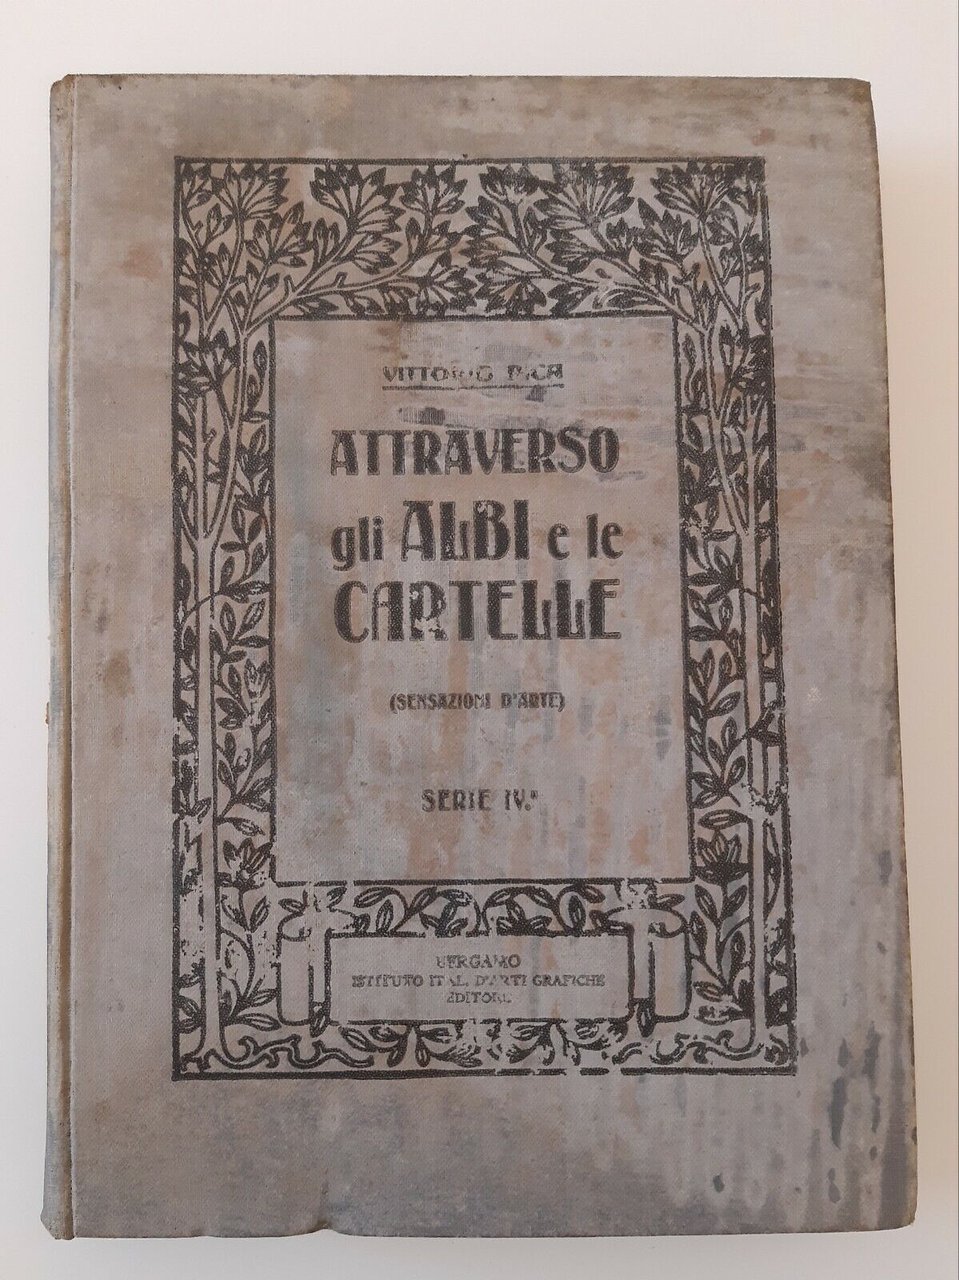 VITTORIO PICA
ATTRAVERSO
gli ALBI e le
CARTELLE
(SENSAZIONI D'ARTE)
SERIE IV.ª
BERGAMO
ISTITUTO ITAL. D'ARTI GRAFICHE
EDITORE